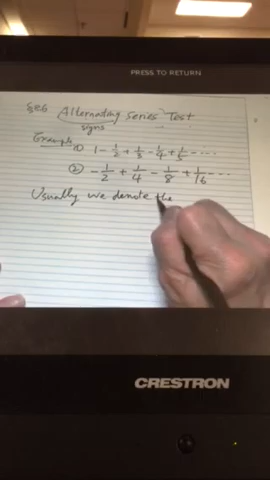 PRESS TO RETURN
§8.6 Alternating Series Test
signs
Example ① 1 - 1/2 + 1/3 - 1/4 + 1/5 - ....
② - 1/2 + 1/4 - 1/8 + 1/16 - ...
Usually we denote the
CRESTRON